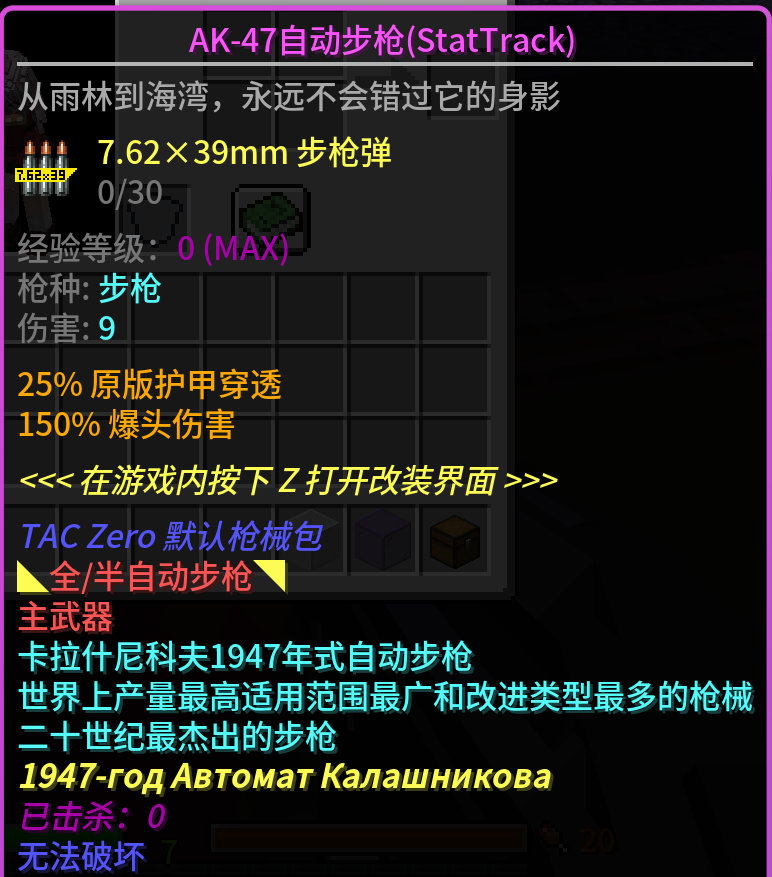 AK-47自动步枪(StatTrack)
从雨林到海湾，永远不会错过它的身影
7.62×39mm 步枪弹
7.62x39
0/30
经验等级：0 (MAX)
枪种: 步枪
伤害: 9
25% 原版护甲穿透
150% 爆头伤害
<<< 在游戏内按下 Z 打开改装界面 >>>
TAC Zero 默认枪械包
◣全/半自动步枪◥
主武器
卡拉什尼科夫1947年式自动步枪
世界上产量最高适用范围最广和改进类型最多的枪械
二十世纪最杰出的步枪
1947-год Автомат Калашникова
已击杀：0
20
无法破坏
7